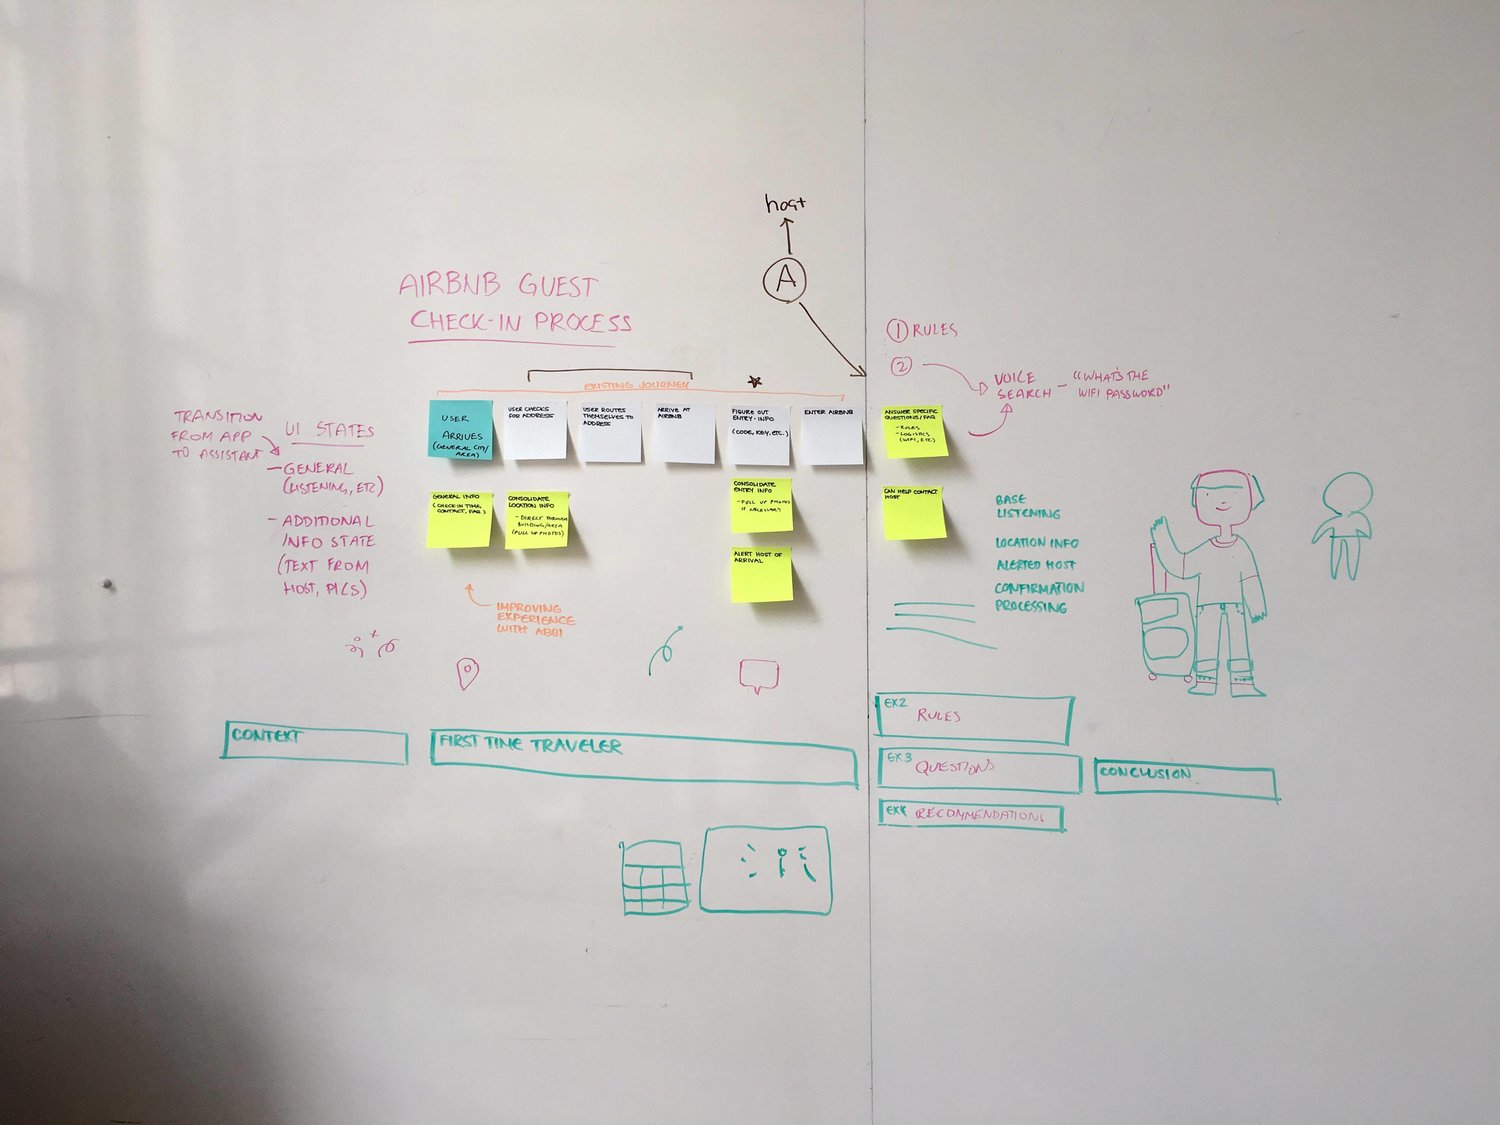 host
A
AIRBNB GUEST
CHECK-IN PROCESS
EXISTING JOURNEY
TRANSITION
FROM APP
TO ASSISTANT
UI STATES
- GENERAL
(LISTENING, ETC)
- ADDITIONAL
INFO STATE
(TEXT FROM
HOST, PICS)
USER
ARRIVES
(GENERAL CITY/
AREA)
USER CHECKS
FOR ADDRESS
USER ROUTES
THEMSELVES TO
ADDRESS
ARRIVE AT
AIRBNB
FIGURE OUT
ENTRY-INFO
(CODE, KEY, ETC.)
ENTER AIRBNB
ANSWER SPECIFIC
QUESTIONS/FAQ
- RULES
- LOGISTICS
(WIFI, ETC)
GENERAL INFO
(CHECK-IN TIME,
CONTACT, FAQ)
CONSOLIDATE
LOCATION INFO
- DIRECT THROUGH
BUILDING/AREA
(PULL UP PHOTOS)
CONSOLIDATE
ENTRY INFO
- PULL UP PHOTOS
IF NECESSARY
ALERT HOST OF
ARRIVAL
CAN HELP CONTACT
HOST
IMPROVING
EXPERIENCE
WITH ABBI
1 RULES
2
VOICE
SEARCH - "WHAT'S THE
WIFI PASSWORD"
BASE
LISTENING
LOCATION INFO
ALERTED HOST
CONFIRMATION
PROCESSING
CONTEXT
FIRST TIME TRAVELER
EX2 RULES
EX3 QUESTIONS
EX4 RECOMMENDATIONS
CONCLUSION